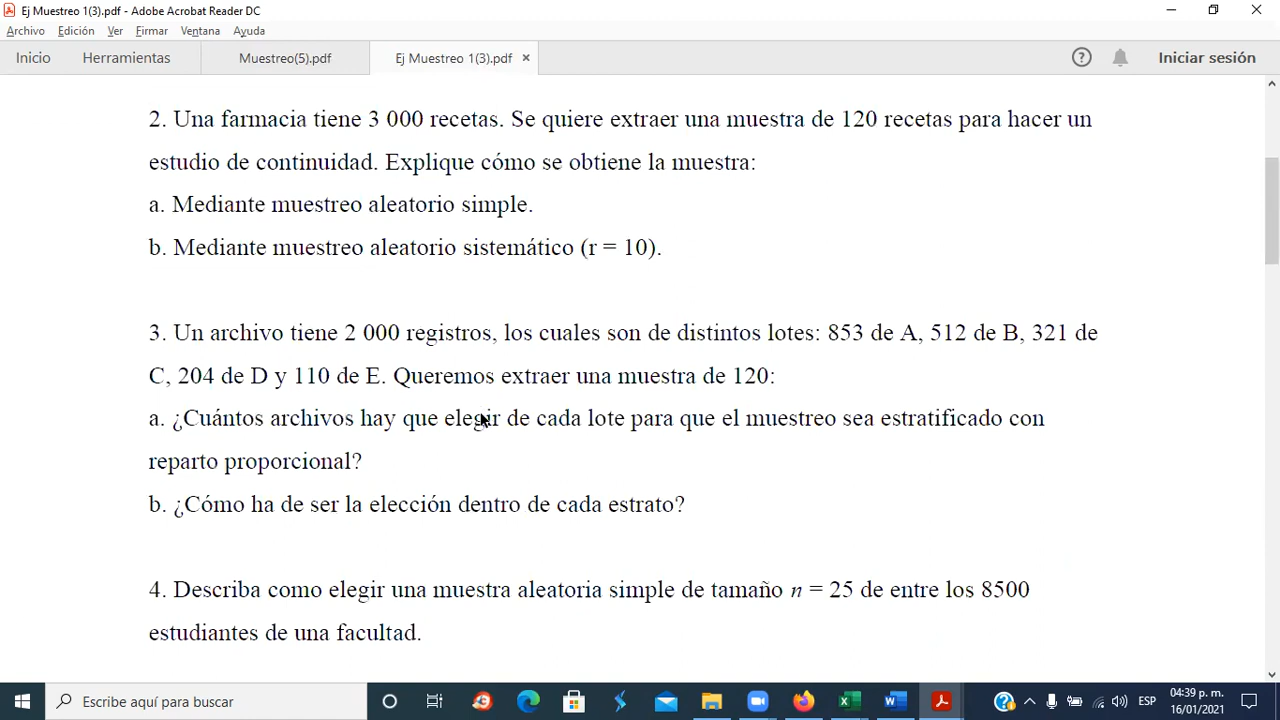 Ej Muestreo 1(3).pdf - Adobe Acrobat Reader DC
Archivo Edición Ver Firmar Ventana Ayuda
Inicio Herramientas Muestreo(5).pdf Ej Muestreo 1(3).pdf × ? Iniciar sesión
2. Una farmacia tiene 3 000 recetas. Se quiere extraer una muestra de 120 recetas para hacer un
estudio de continuidad. Explique cómo se obtiene la muestra:
a. Mediante muestreo aleatorio simple.
b. Mediante muestreo aleatorio sistemático (r = 10).
3. Un archivo tiene 2 000 registros, los cuales son de distintos lotes: 853 de A, 512 de B, 321 de
C, 204 de D y 110 de E. Queremos extraer una muestra de 120:
a. ¿Cuántos archivos hay que elegir de cada lote para que el muestreo sea estratificado con
reparto proporcional?
b. ¿Cómo ha de ser la elección dentro de cada estrato?
4. Describa como elegir una muestra aleatoria simple de tamaño n = 25 de entre los 8500
estudiantes de una facultad.
Escribe aquí para buscar ESP 04:39 p. m.
16/01/2021